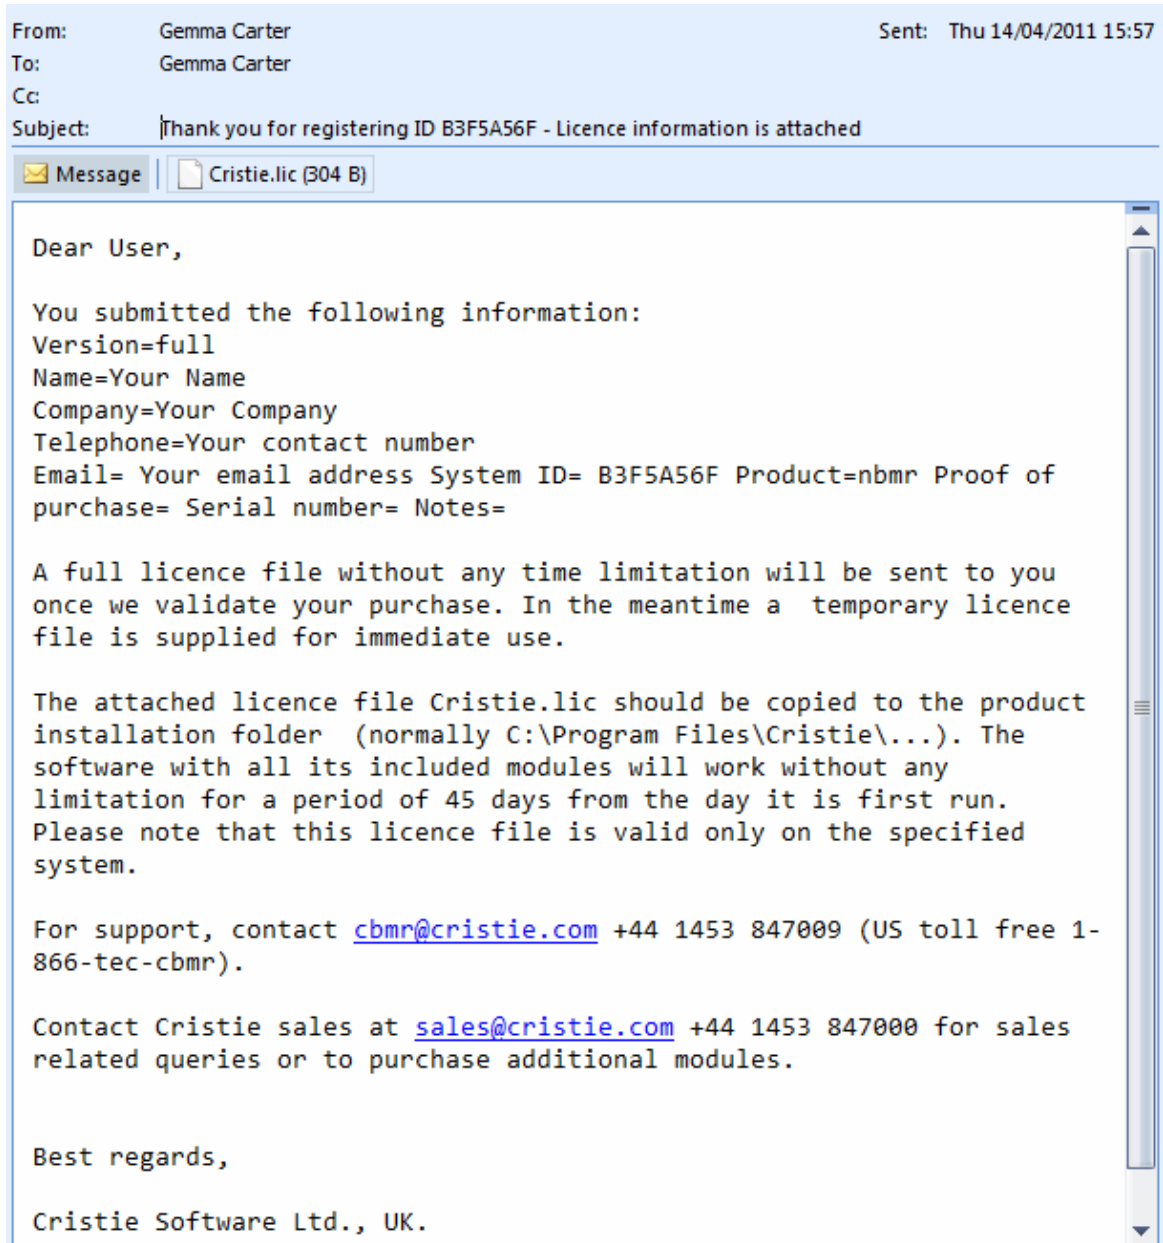 From: Gemma Carter Sent: Thu 14/04/2011 15:57
To: Gemma Carter
Cc:
Subject: Thank you for registering ID B3F5A56F - Licence information is attached
Message Cristie.lic (304 B)
Dear User,
You submitted the following information:
Version=full
Name=Your Name
Company=Your Company
Telephone=Your contact number
Email= Your email address System ID= B3F5A56F Product=nbmr Proof of
purchase= Serial number= Notes=
A full licence file without any time limitation will be sent to you
once we validate your purchase. In the meantime a  temporary licence
file is supplied for immediate use.
The attached licence file Cristie.lic should be copied to the product
installation folder  (normally C:\Program Files\Cristie\...). The
software with all its included modules will work without any
limitation for a period of 45 days from the day it is first run.
Please note that this licence file is valid only on the specified
system.
For support, contact cbmr@cristie.com +44 1453 847009 (US toll free 1-
866-tec-cbmr).
Contact Cristie sales at sales@cristie.com +44 1453 847000 for sales
related queries or to purchase additional modules.
Best regards,
Cristie Software Ltd., UK.